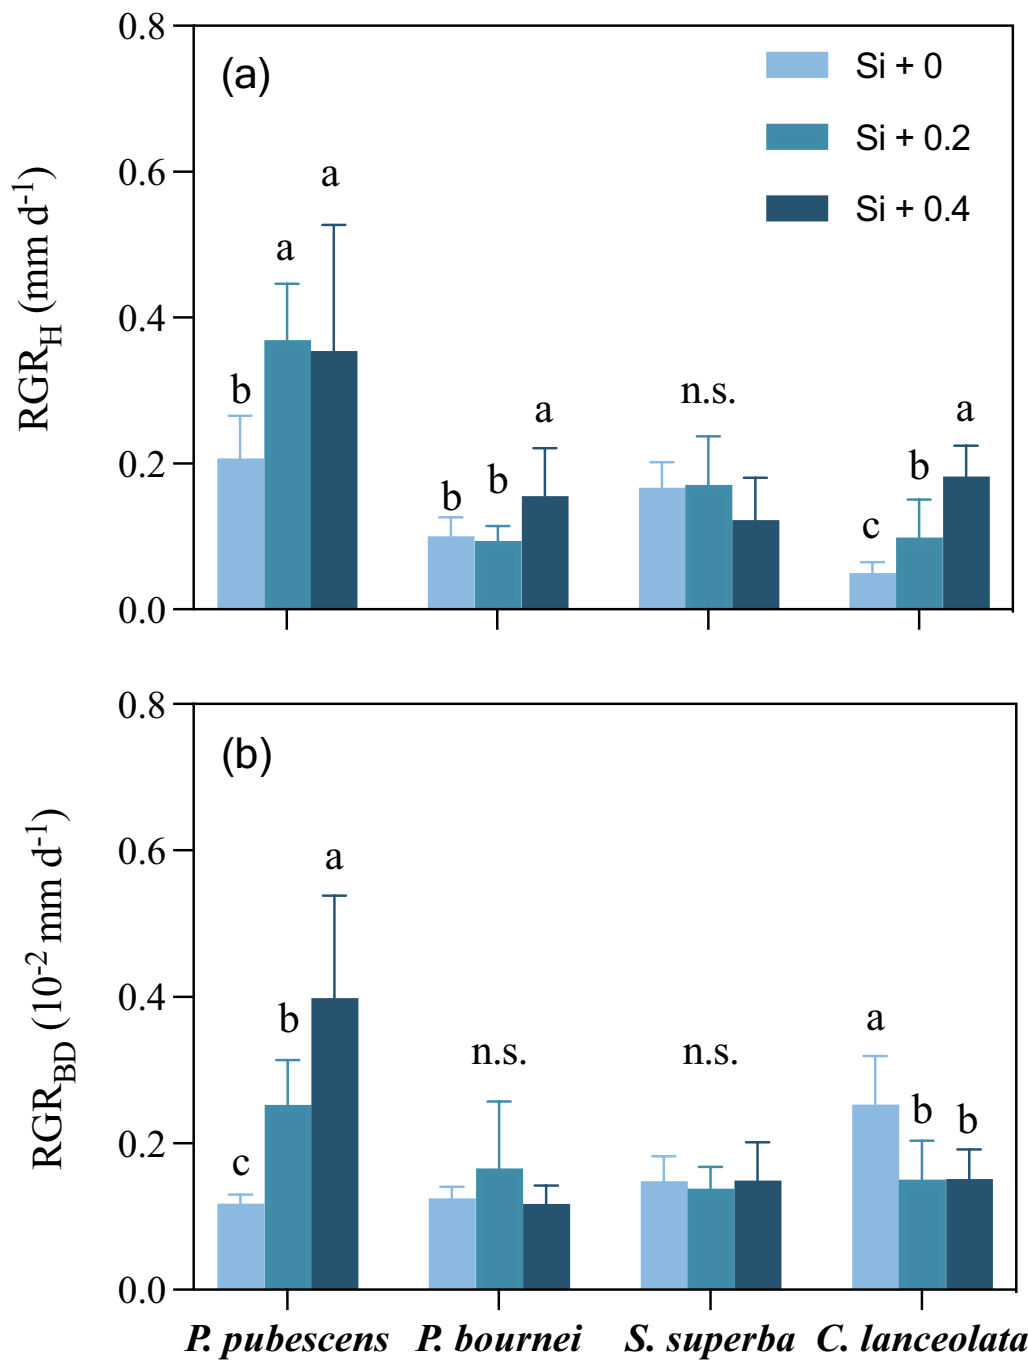 0.8
(a)
Si + 0
Si + 0.2
Si + 0.4
0.6
0.4
0.2
0.0
RGR_H (mm d^-1)
b
a
a
b
b
a
n.s.
c
b
a
0.8
(b)
0.6
0.4
0.2
0.0
RGR_BD (10^-2 mm d^-1)
c
b
a
n.s.
n.s.
a
b
b
P. pubescens P. bournei S. superba C. lanceolata